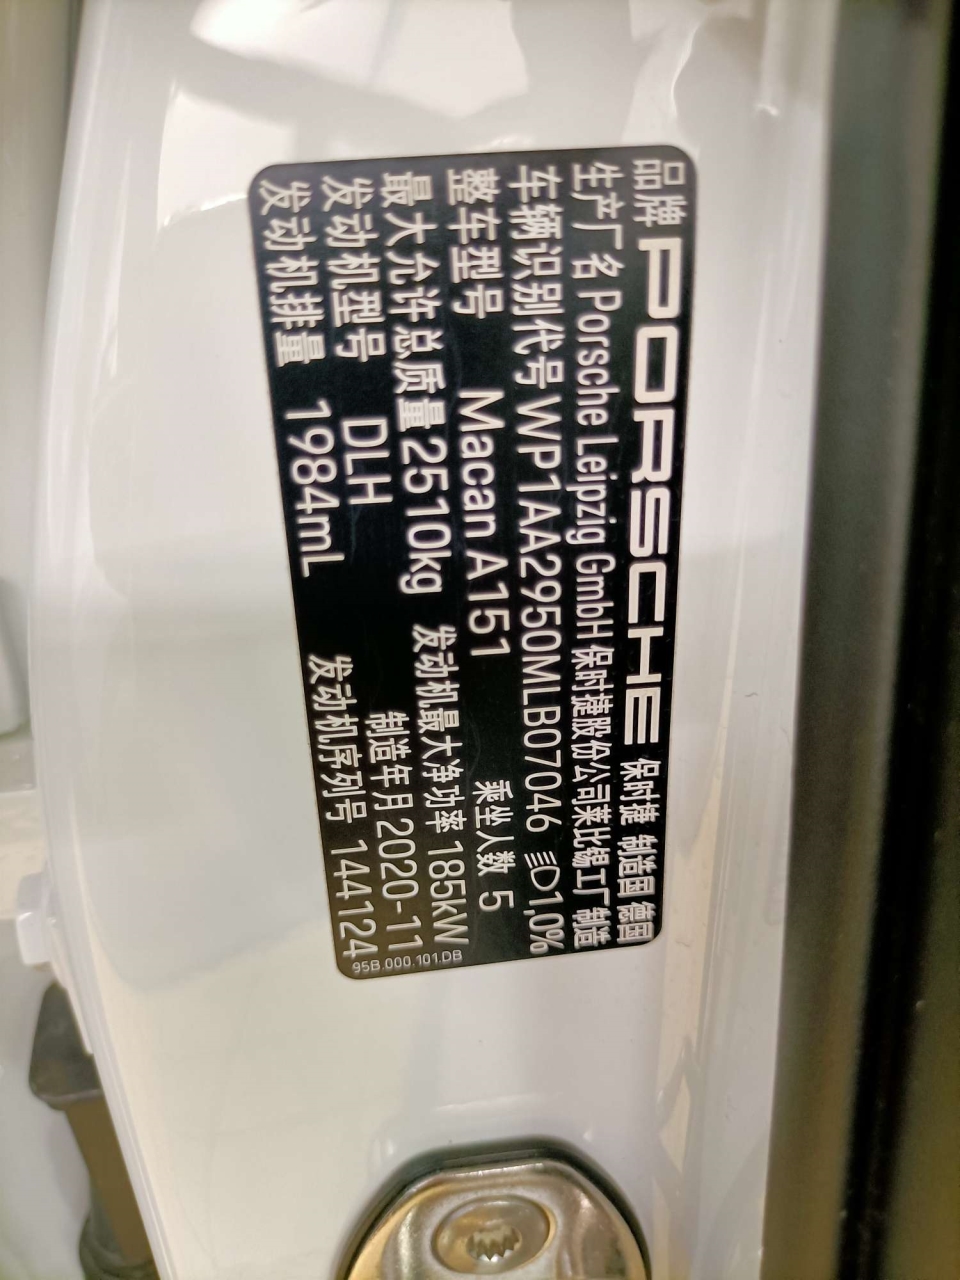 品牌 PORSCHE 保时捷 制造国 德国
生产厂名 Porsche Leipzig GmbH 保时捷股份公司莱比锡工厂 制造
车辆识别代号 WP1AA2950MLB07046 1,0%
整车型号 Macan A151 乘坐人数 5
最大允许总质量 2510kg 发动机最大净功率 185kW
发动机型号 DLH 制造年月 2020-11
发动机排量 1984mL 发动机序列号 144124
95B.000.101.DB